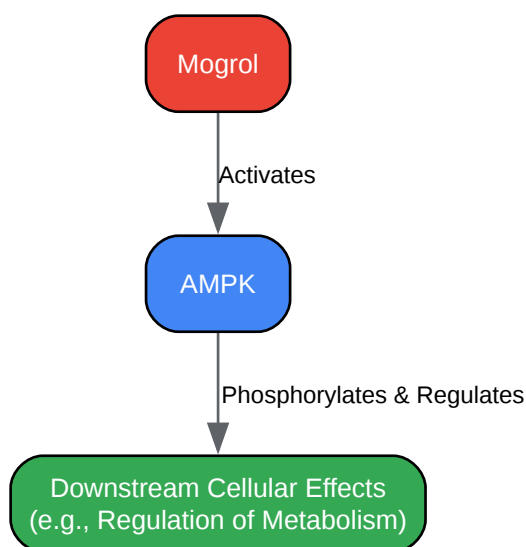 Mogrol
Activates
AMPK
Phosphorylates & Regulates
Downstream Cellular Effects
(e.g., Regulation of Metabolism)